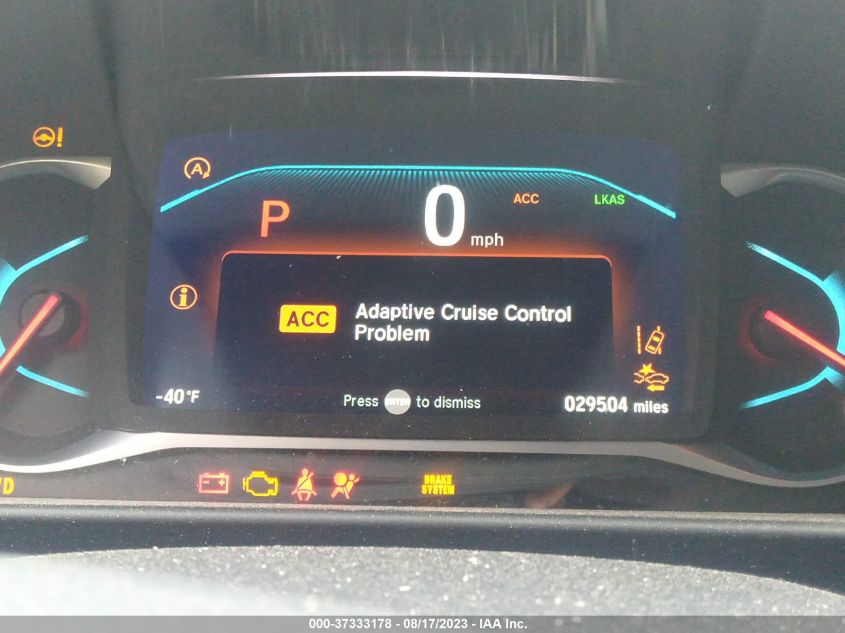 A
P 0 mph ACC LKAS
i
ACC Adaptive Cruise Control
Problem
-40 °F
Press ENTER to dismiss
029504 miles
BRAKE
SYSTEM
000-37333178 - 08/17/2023 - IAA Inc.